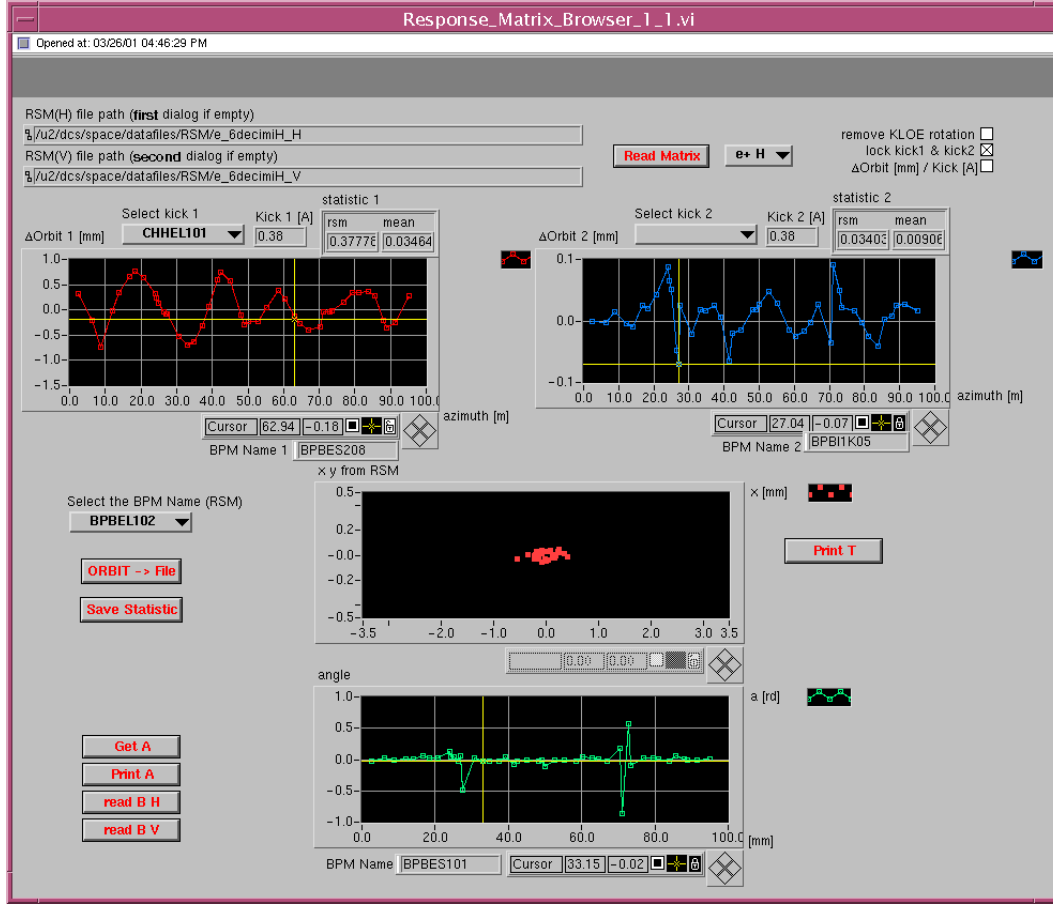 Response_Matrix_Browser_1_1.vi
Opened at: 03/26/01 04:46:29 PM
RSM(H) file path (first dialog if empty)
/u2/dcs/space/datafiles/RSM/e_6decimiH_H
RSM(V) file path (second dialog if empty)
/u2/dcs/space/datafiles/RSM/e_6decimiH_V
Read Matrix
e+ H
remove KLOE rotation
lock kick1 & kick2
ΔOrbit [mm] / Kick [A]
statistic 1
Select kick 1
Kick 1 [A]
rsm mean
ΔOrbit 1 [mm]
CHHEL101
0.38
0.37776 0.03464
1.0
0.5
0.0
-0.5
-1.0
-1.5
0.0 10.0 20.0 30.0 40.0 50.0 60.0 70.0 80.0 90.0 100.0
azimuth [m]
Cursor 62.94 -0.18
BPM Name 1 BPBES208
statistic 2
Select kick 2
Kick 2 [A]
rsm mean
ΔOrbit 2 [mm]
0.38
0.03403 0.00906
0.1
0.0
-0.1
0.0 10.0 20.0 30.0 40.0 50.0 60.0 70.0 80.0 90.0 100.0
azimuth [m]
Cursor 27.04 -0.07
BPM Name 2 BPBI1K05
x y from RSM
Select the BPM Name (RSM)
BPBEL102
ORBIT -> File
Save Statistic
0.5
0.2
-0.0
-0.2
-0.5
-3.5 -2.0 -1.0 0.0 1.0 2.0 3.0 3.5
x [mm]
Print T
0.00 0.00
angle
1.0
0.5
0.0
-0.5
-1.0
0.0 20.0 40.0 60.0 80.0 100.0
[mm]
a [rd]
Get A
Print A
read B H
read B V
BPM Name BPBES101
Cursor 33.15 -0.02